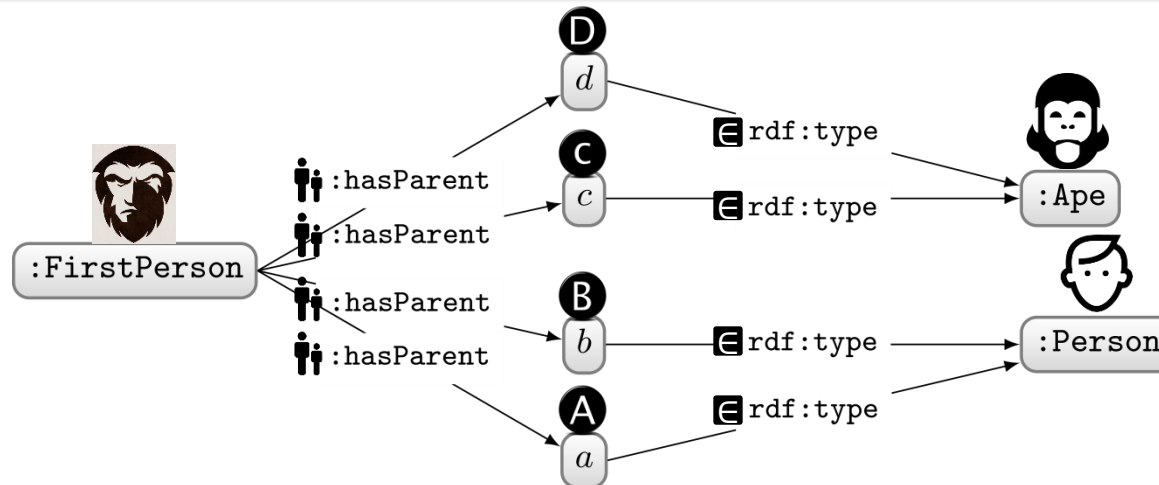 D
d
∈ rdf:type
C
:hasParent
c
∈ rdf:type
:Ape
:hasParent
:FirstPerson
:hasParent
B
b
∈ rdf:type
:Person
:hasParent
A
a
∈ rdf:type